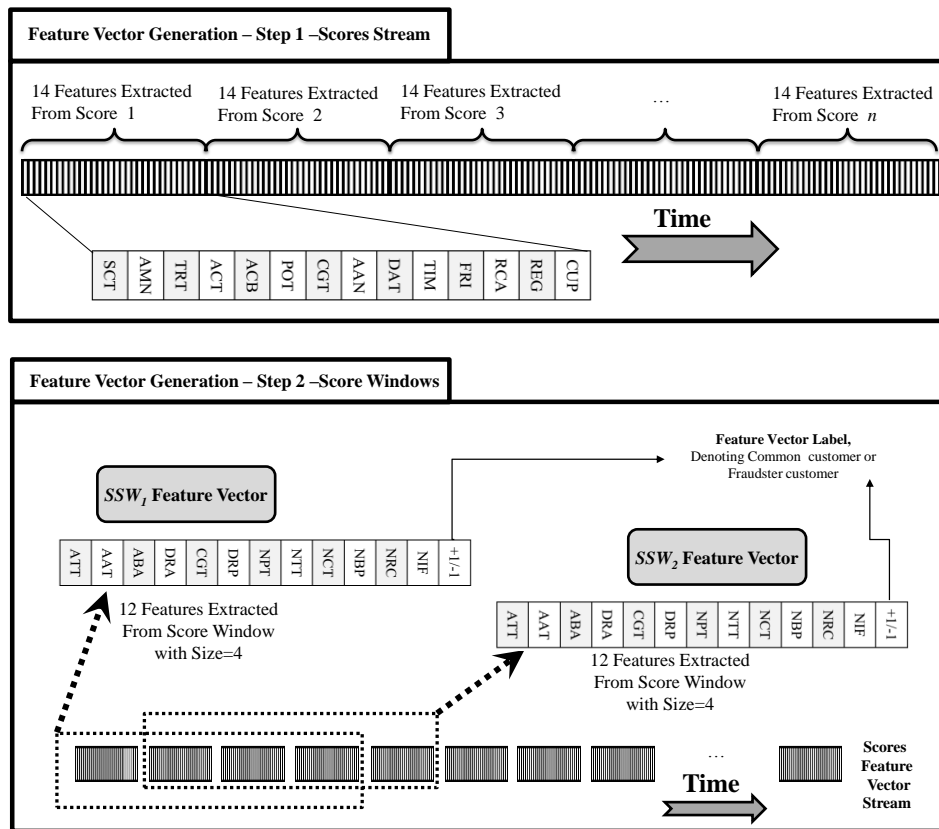 Feature Vector Generation – Step 1 –Scores Stream
14 Features Extracted
From Score 1
14 Features Extracted
From Score 2
14 Features Extracted
From Score 3
…
14 Features Extracted
From Score n
Time
SCT AMN TRT ACT ACB POT CGT AAN DAT TIM FRI RCA REG CUP
Feature Vector Generation – Step 2 –Score Windows
Feature Vector Label,
Denoting Common customer or
Fraudster customer
SSW1 Feature Vector
ATT AAT ABA DRA CGT DRP NPT NTT NCT NBP NRC NIF +1/-1
12 Features Extracted
From Score Window
with Size=4
SSW2 Feature Vector
ATT AAT ABA DRA CGT DRP NPT NTT NCT NBP NRC NIF +1/-1
12 Features Extracted
From Score Window
with Size=4
…
Time
Scores
Feature
Vector
Stream